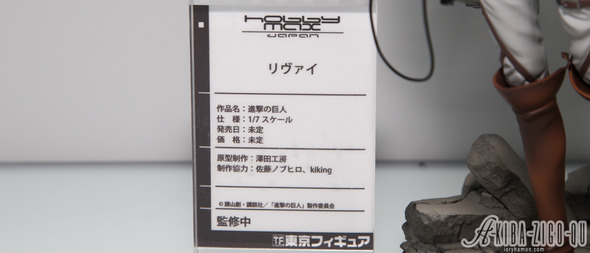 hobby
max
JAPAN
リヴァイ
作品名：進撃の巨人
仕　様：1/7 スケール
発売日：未定
価　格：未定
原型制作：澤田工房
制作協力：佐藤ノブヒロ、kiking
© 諫山創・講談社／「進撃の巨人」製作委員会
監修中
TF 東京フィギュア
AKIBA-ZIGO-QU
ioryhamon.com